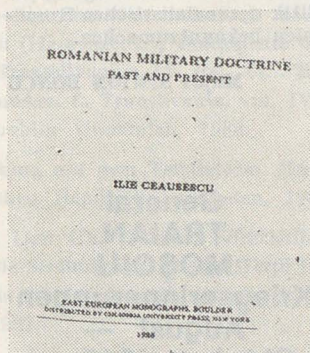 ROMANIAN MILITARY DOCTRINE
PAST AND PRESENT
ILIE CEAUSESCU
EAST EUROPEAN MONOGRAPHS, BOULDER
DISTRIBUTED BY COLUMBIA UNIVERSITY PRESS, NEW YORK